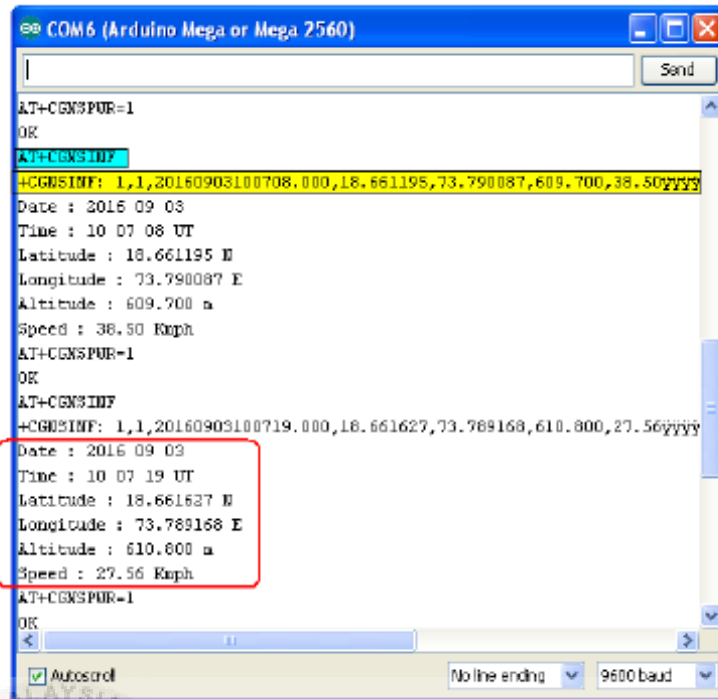 COM6 (Arduino Mega or Mega 2560)
Send
AT+CGNSPUR=1
OK
AT+CGNSINF
+CGNSINF: 1,1,20160903100708.000,18.661195,73.790087,609.700,38.50ÿÿÿÿ
Date : 2016 09 03
Time : 10 07 08 UT
Latitude : 18.661195 N
Longitude : 73.790087 E
Altitude : 609.700 m
Speed : 38.50 Kmph
AT+CGNSPUR=1
OK
AT+CGNSINF
+CGNSINF: 1,1,20160903100719.000,18.661627,73.789168,610.800,27.56ÿÿÿÿ
Date : 2016 09 03
Time : 10 07 19 UT
Latitude : 18.661627 N
Longitude : 73.789168 E
Altitude : 610.800 m
Speed : 27.56 Kmph
AT+CGNSPUR=1
OK
Autoscroll
No line ending
9600 baud